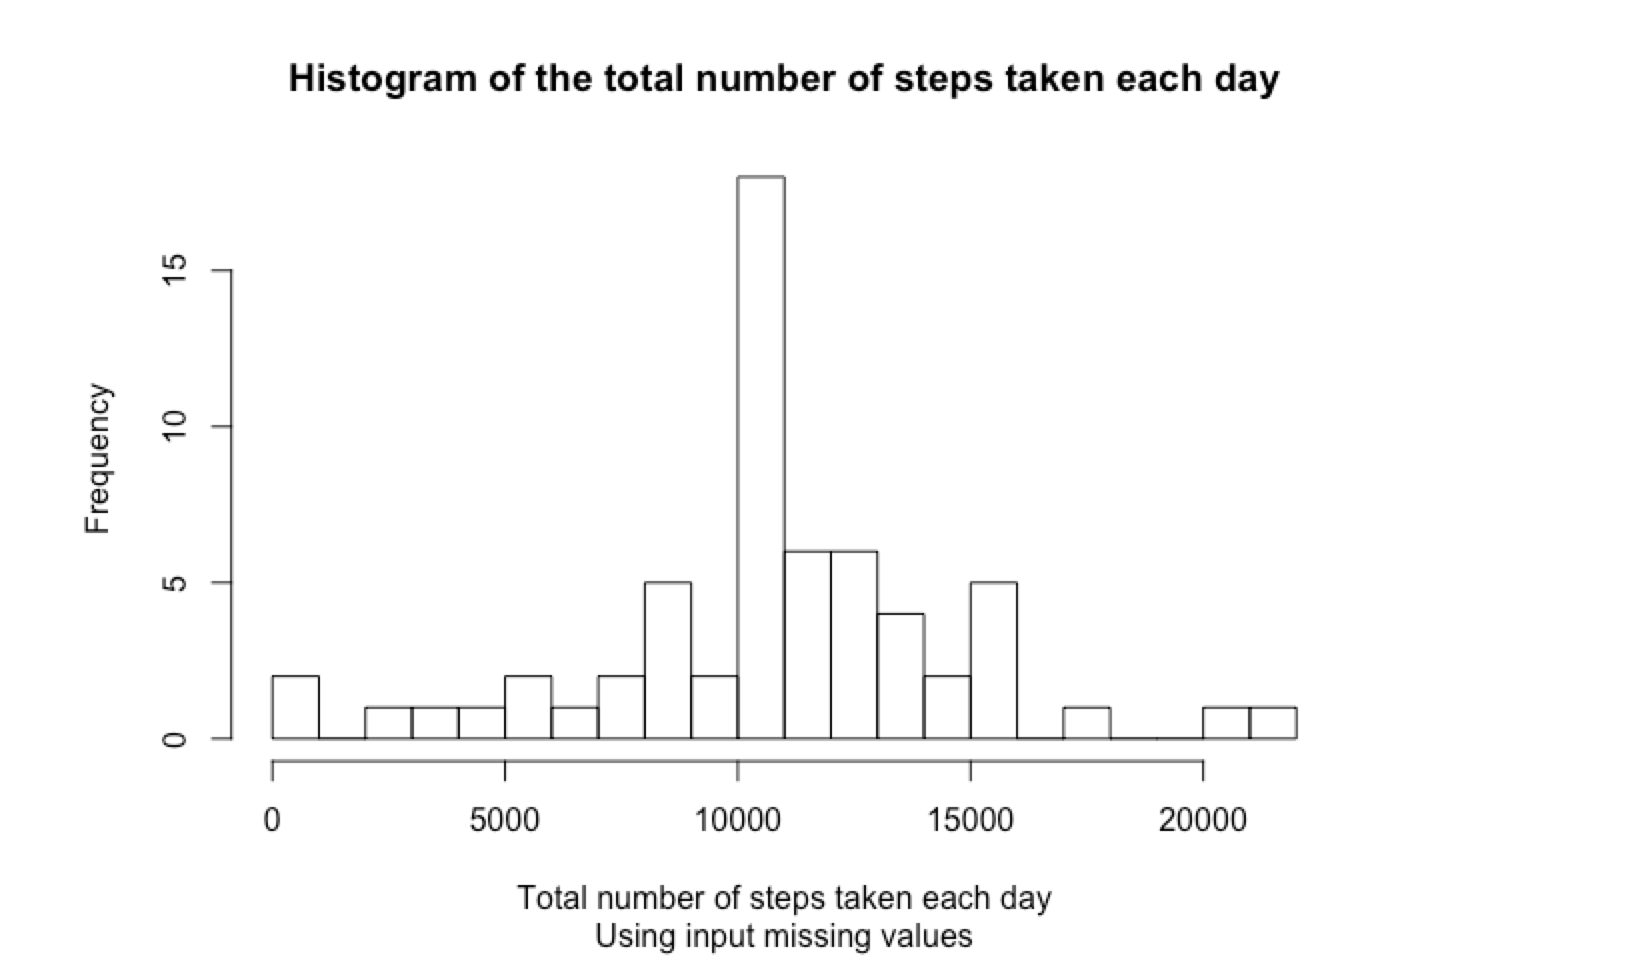 Histogram of the total number of steps taken each day
Frequency
15
10
5
0
0 5000 10000 15000 20000
Total number of steps taken each day
Using input missing values